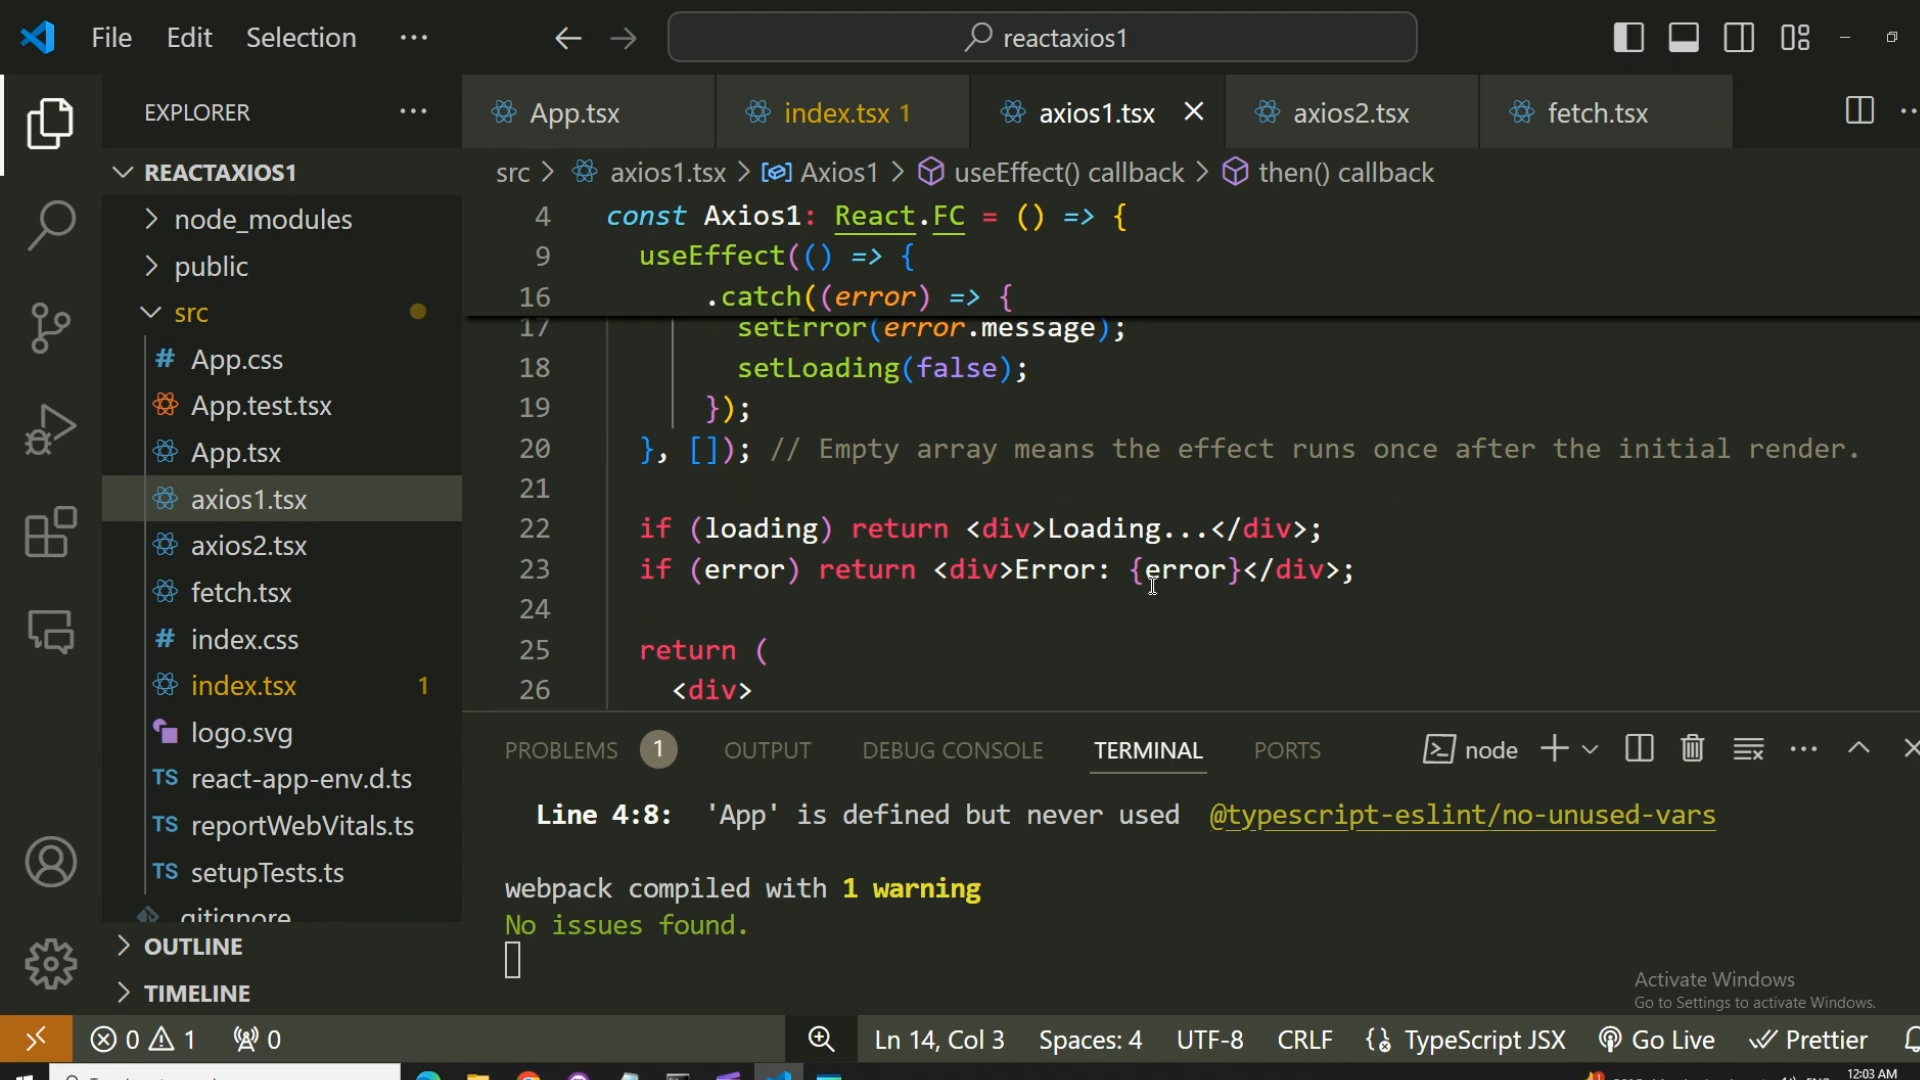 File Edit Selection ··· reactaxios1
EXPLORER ···
App.tsx index.tsx 1 axios1.tsx axios2.tsx fetch.tsx
REACTAXIOS1
node_modules
public
src
# App.css
App.test.tsx
App.tsx
axios1.tsx
axios2.tsx
fetch.tsx
# index.css
index.tsx 1
logo.svg
TS react-app-env.d.ts
TS reportWebVitals.ts
TS setupTests.ts
.gitignore
OUTLINE
TIMELINE
src > axios1.tsx > Axios1 > useEffect() callback > then() callback
4 const Axios1: React.FC = () => {
9 useEffect(() => {
16 .catch((error) => {
17 setError(error.message);
18 setLoading(false);
19 });
20 }, []); // Empty array means the effect runs once after the initial render.
21
22 if (loading) return <div>Loading...</div>;
23 if (error) return <div>Error: {error}</div>;
24
25 return (
26 <div>
PROBLEMS 1 OUTPUT DEBUG CONSOLE TERMINAL PORTS node
Line 4:8: 'App' is defined but never used @typescript-eslint/no-unused-vars
webpack compiled with 1 warning
No issues found.
Activate Windows
Go to Settings to activate Windows.
0 1 0 Ln 14, Col 3 Spaces: 4 UTF-8 CRLF TypeScript JSX Go Live Prettier
12:03 AM